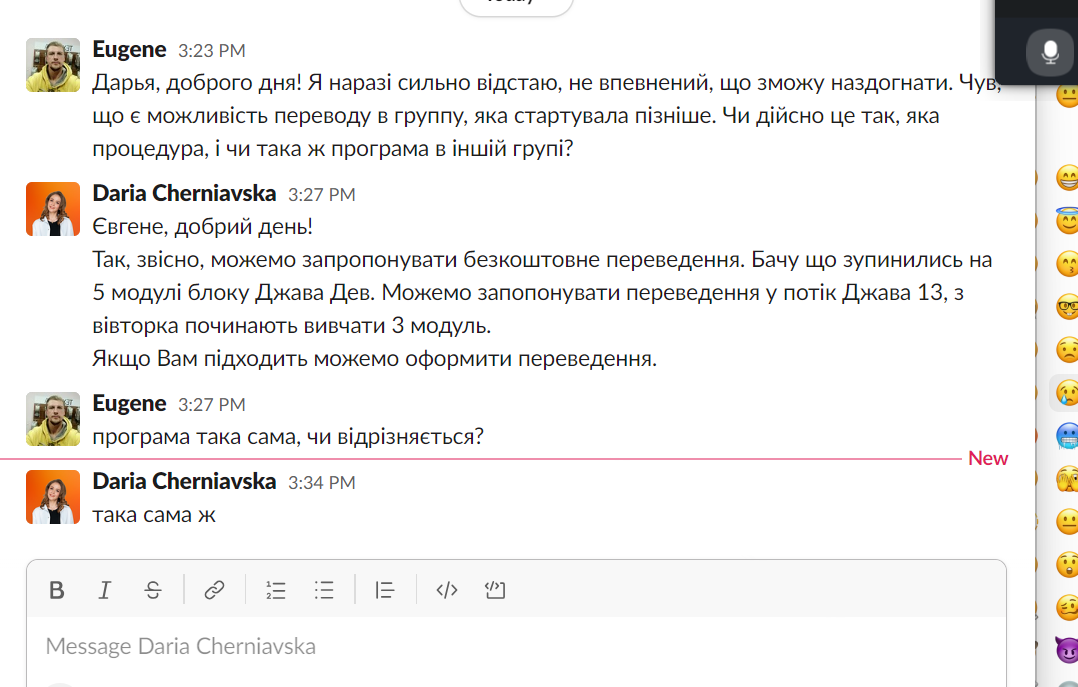 Eugene 3:23 PM
Дарья, доброго дня! Я наразі сильно відстаю, не впевнений, що зможу наздогнати. Чув,
що є можливість переводу в группу, яка стартувала пізніше. Чи дійсно це так, яка
процедура, і чи така ж програма в іншій групі?
Daria Cherniavska 3:27 PM
Євгене, добрий день!
Так, звісно, можемо запропонувати безкоштовне переведення. Бачу що зупинились на
5 модулі блоку Джава Дев. Можемо запопонувати переведення у потік Джава 13, з
вівторка починають вивчати 3 модуль.
Якщо Вам підходить можемо оформити переведення.
Eugene 3:27 PM
програма така сама, чи відрізняється?
New
Daria Cherniavska 3:34 PM
така сама ж
B I S
Message Daria Cherniavska